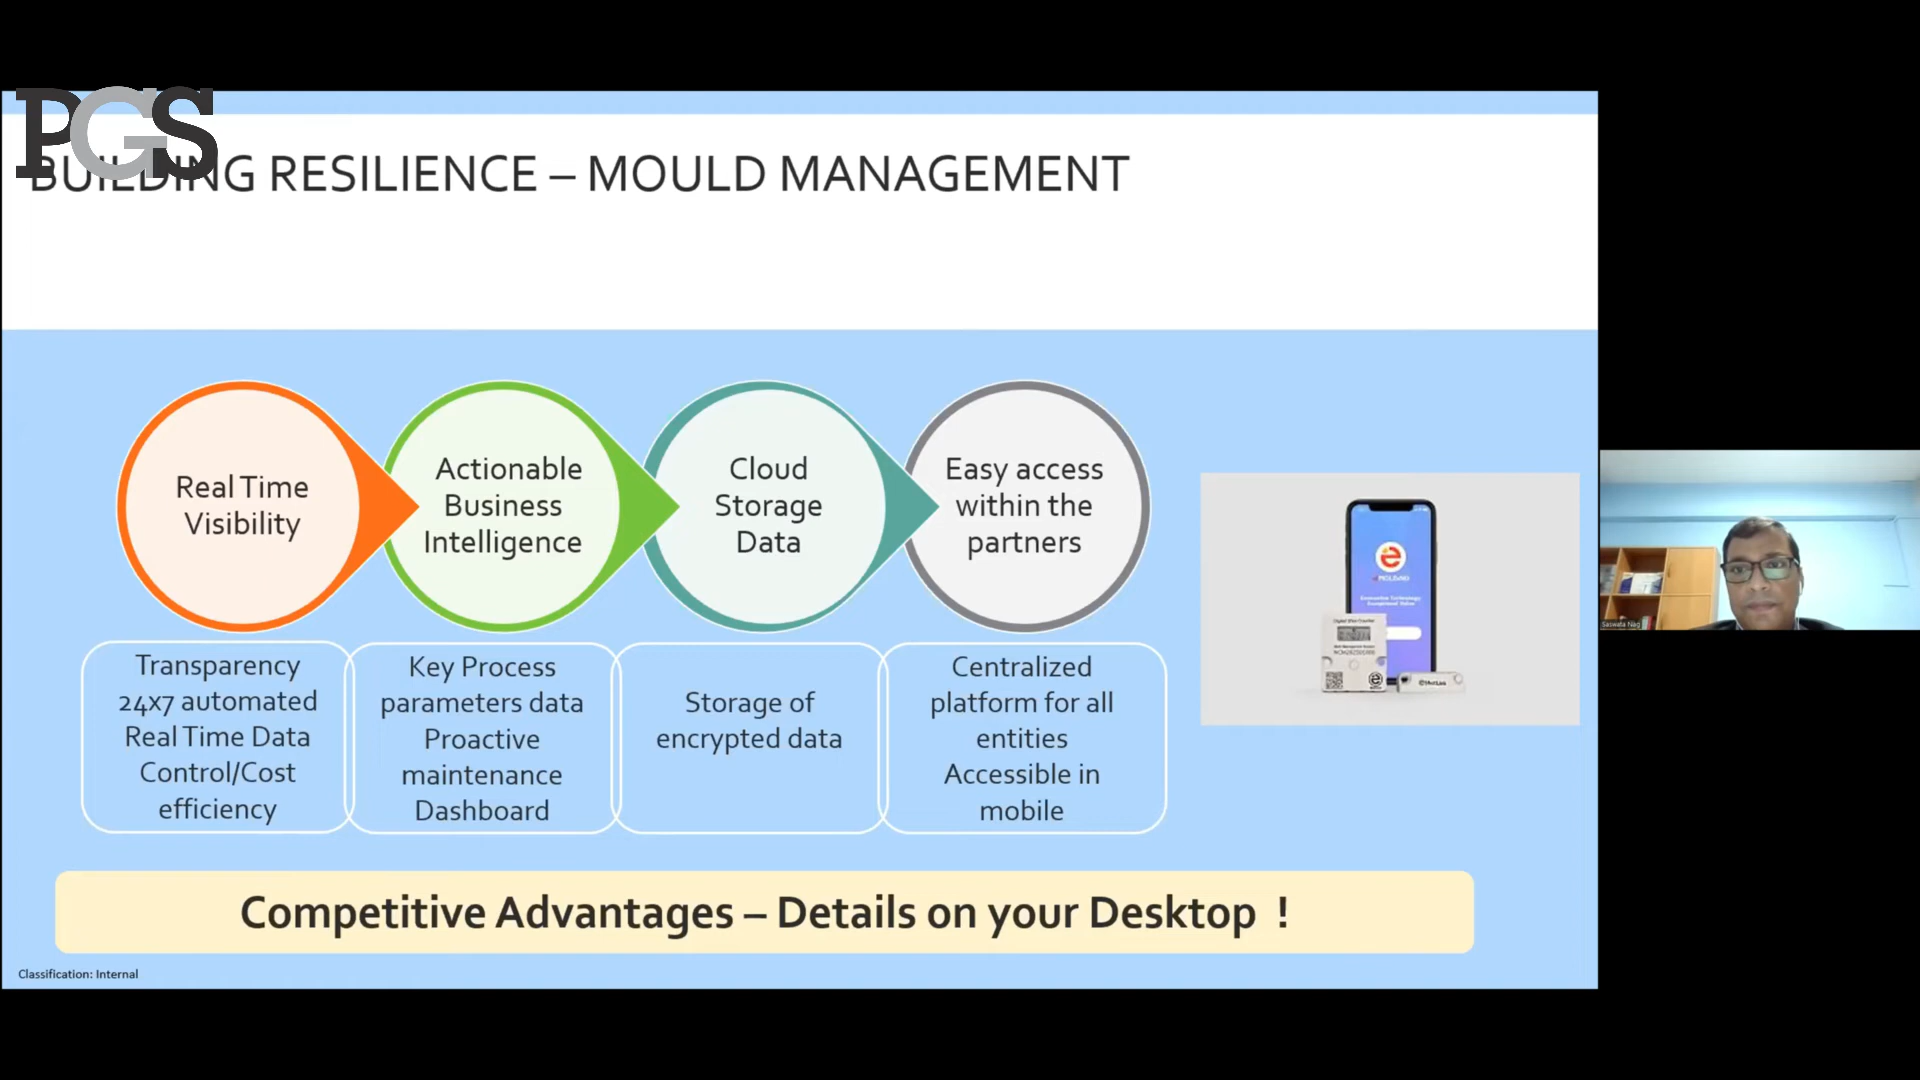 PGS
BUILDING RESILIENCE – MOULD MANAGEMENT
Real Time
Visibility
Actionable
Business
Intelligence
Cloud
Storage
Data
Easy access
within the
partners
Transparency
24x7 automated
Real Time Data
Control/Cost
efficiency
Key Process
parameters data
Proactive
maintenance
Dashboard
Storage of
encrypted data
Centralized
platform for all
entities
Accessible in
mobile
Competitive Advantages – Details on your Desktop !
Classification: Internal
Saswata Nag